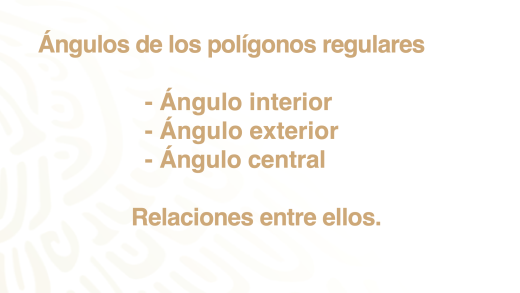 Ángulos de los polígonos regulares
- Ángulo interior
- Ángulo exterior
- Ángulo central
Relaciones entre ellos.